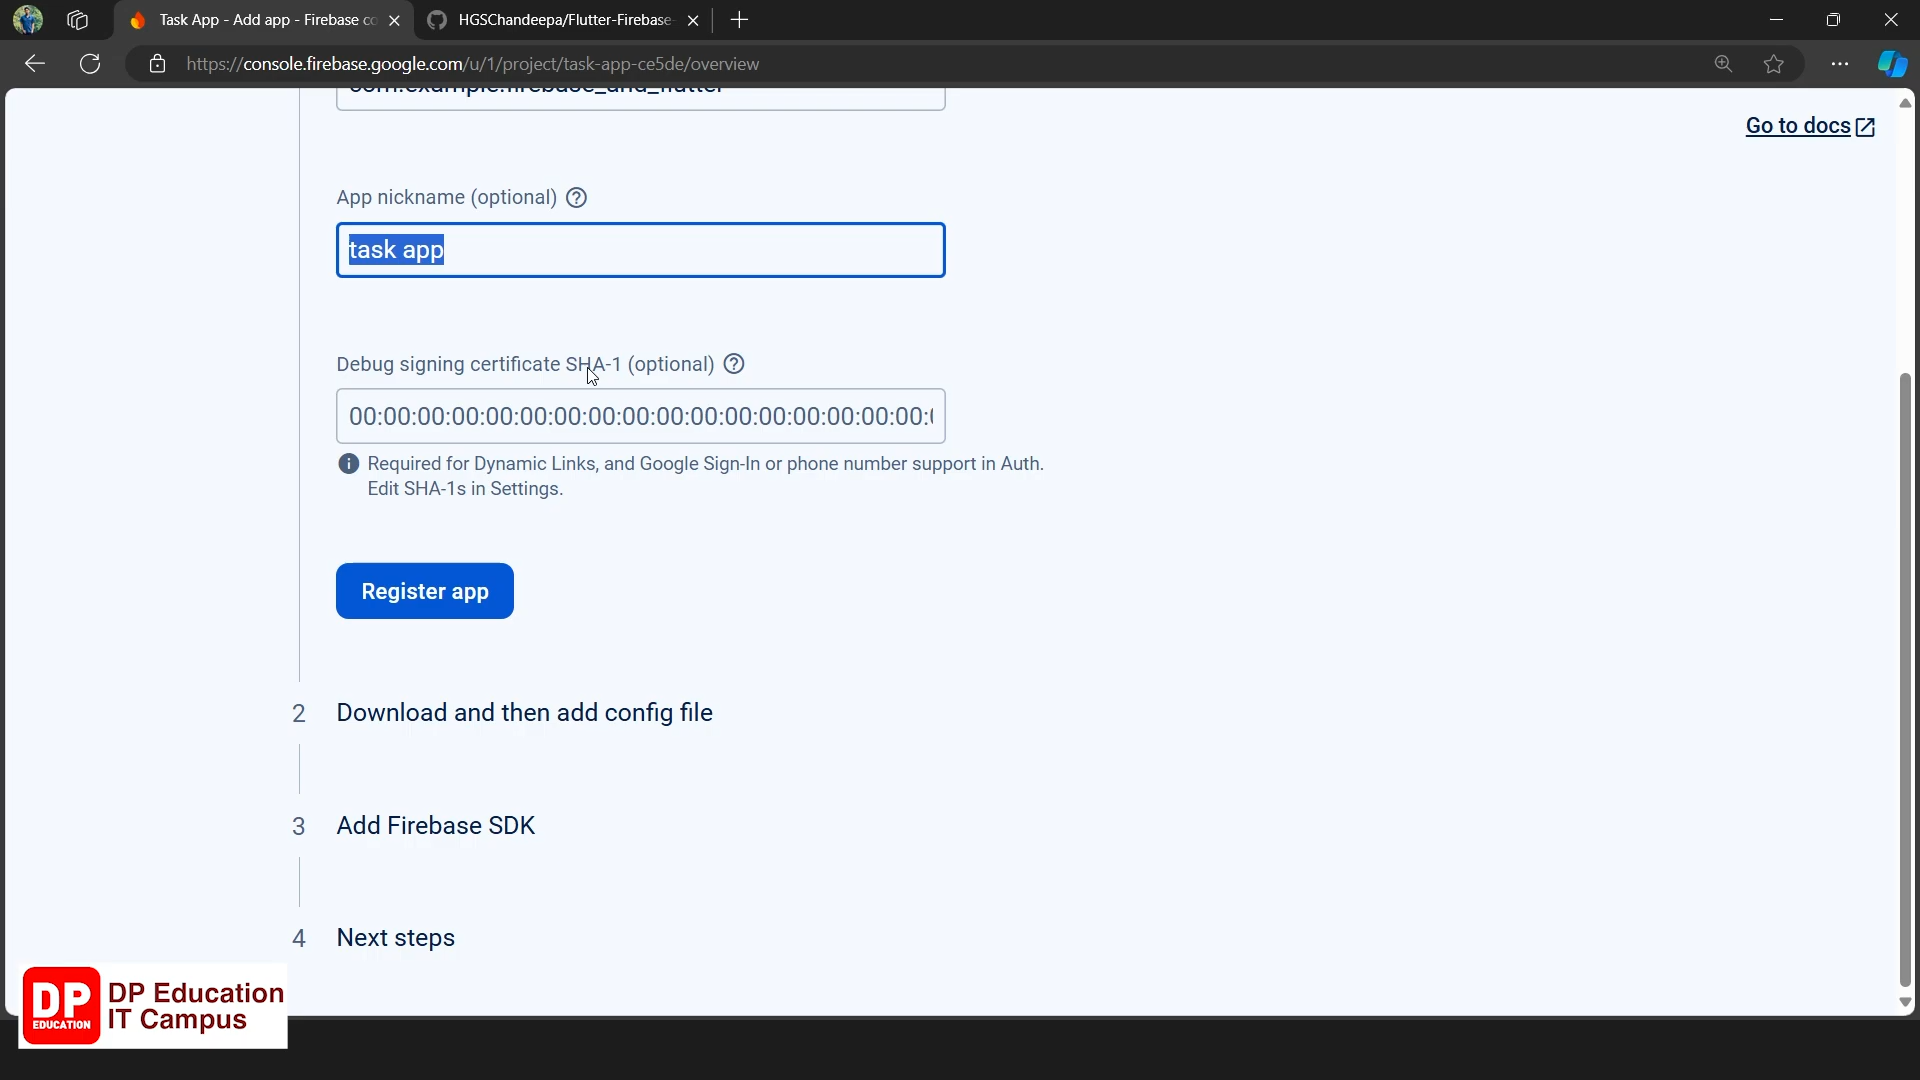 Task App - Add app - Firebase co
HGSChandeepa/Flutter-Firebase-
https://console.firebase.google.com/u/1/project/task-app-ce5de/overview
com.example.firebase_and_flutter
Go to docs
App nickname (optional)
task app
Debug signing certificate SHA-1 (optional)
00:00:00:00:00:00:00:00:00:00:00:00:00:00:00:00:00:
Required for Dynamic Links, and Google Sign-In or phone number support in Auth.
Edit SHA-1s in Settings.
Register app
2 Download and then add config file
3 Add Firebase SDK
4 Next steps
DP
EDUCATION
DP Education
IT Campus